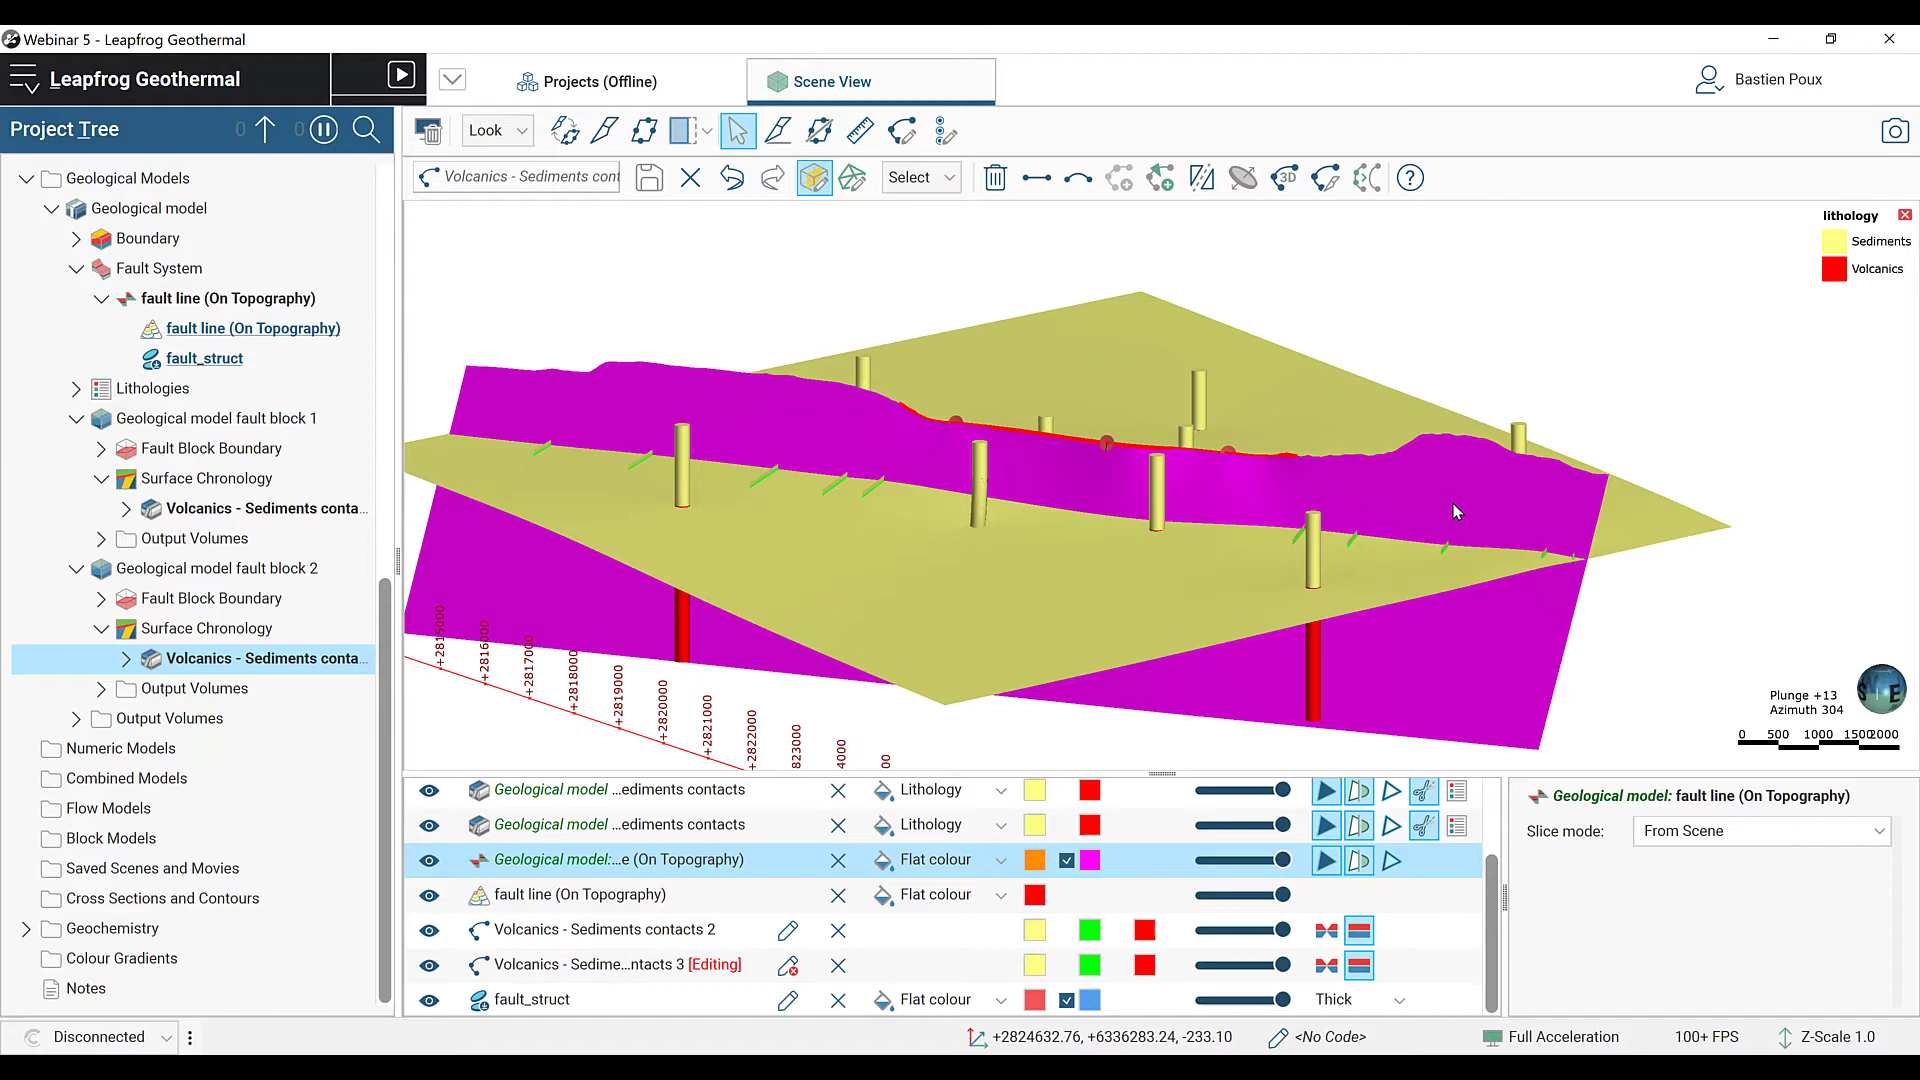 Webinar 5 - Leapfrog Geothermal
Leapfrog Geothermal
Projects (Offline)
Scene View
Bastien Poux
Project Tree
0
0
Look
Volcanics - Sediments cont
Select
3D
Geological Models
Geological model
Boundary
Fault System
fault line (On Topography)
fault line (On Topography)
fault_struct
Lithologies
Geological model fault block 1
Fault Block Boundary
Surface Chronology
Volcanics - Sediments conta...
Output Volumes
Geological model fault block 2
Fault Block Boundary
Surface Chronology
Volcanics - Sediments conta...
Output Volumes
Output Volumes
Numeric Models
Combined Models
Flow Models
Block Models
Saved Scenes and Movies
Cross Sections and Contours
Geochemistry
Colour Gradients
Notes
lithology
Sediments
Volcanics
+2815000
+2816000
+2817000
+2818000
+2819000
+2820000
+2821000
+2822000
823000
4000
00
S E
Plunge +13
Azimuth 304
0 500 1000 1500 2000
Geological model ...ediments contacts
Lithology
Geological model ...ediments contacts
Lithology
Geological model:...e (On Topography)
Flat colour
fault line (On Topography)
Flat colour
Volcanics - Sediments contacts 2
Volcanics - Sedime...ntacts 3 [Editing]
fault_struct
Flat colour
Thick
Geological model: fault line (On Topography)
Slice mode:
From Scene
Disconnected
+2824632.76, +6336283.24, -233.10
<No Code>
Full Acceleration
100+ FPS
Z-Scale 1.0